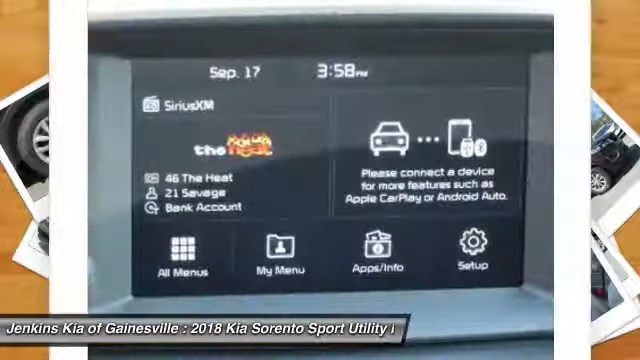 Sep. 17
3:58PM
SiriusXM
the Heat
46 The Heat
21 Savage
Bank Account
Please connect a device
for more features such as
Apple CarPlay or Android Auto.
All Menus
My Menu
Apps/Info
Setup
Jenkins Kia of Gainesville : 2018 Kia Sorento Sport Utility